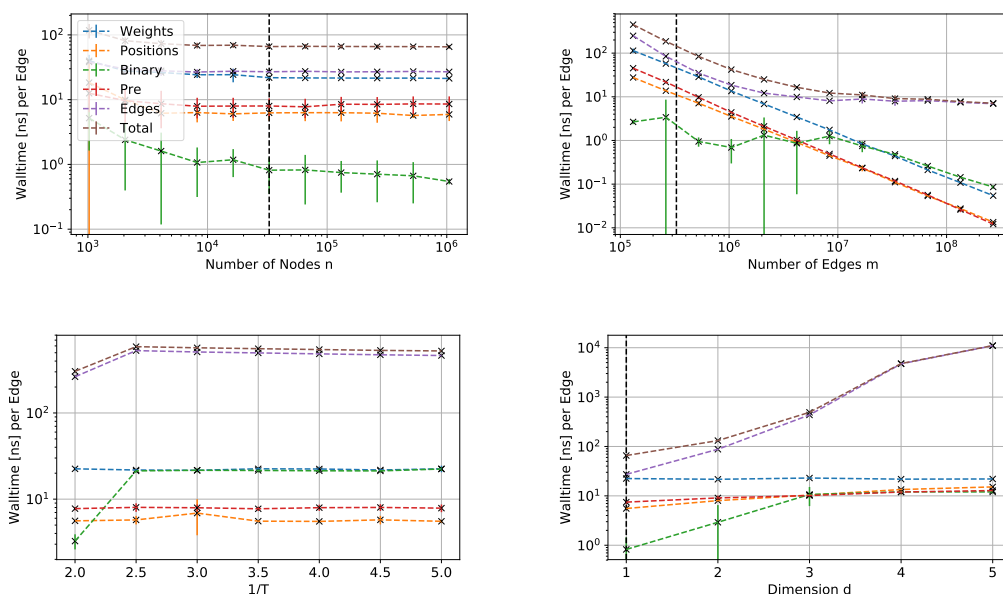 Walltime [ns] per Edge
10²
10¹
10⁰
10⁻¹
Weights
Positions
Binary
Pre
Edges
Total
10³ 10⁴ 10⁵ 10⁶
Number of Nodes n
Walltime [ns] per Edge
10²
10¹
10⁰
10⁻¹
10⁻²
10⁵ 10⁶ 10⁷ 10⁸
Number of Edges m
Walltime [ns] per Edge
10²
10¹
2.0 2.5 3.0 3.5 4.0 4.5 5.0
1/T
Walltime [ns] per Edge
10⁴
10³
10²
10¹
10⁰
1 2 3 4 5
Dimension d